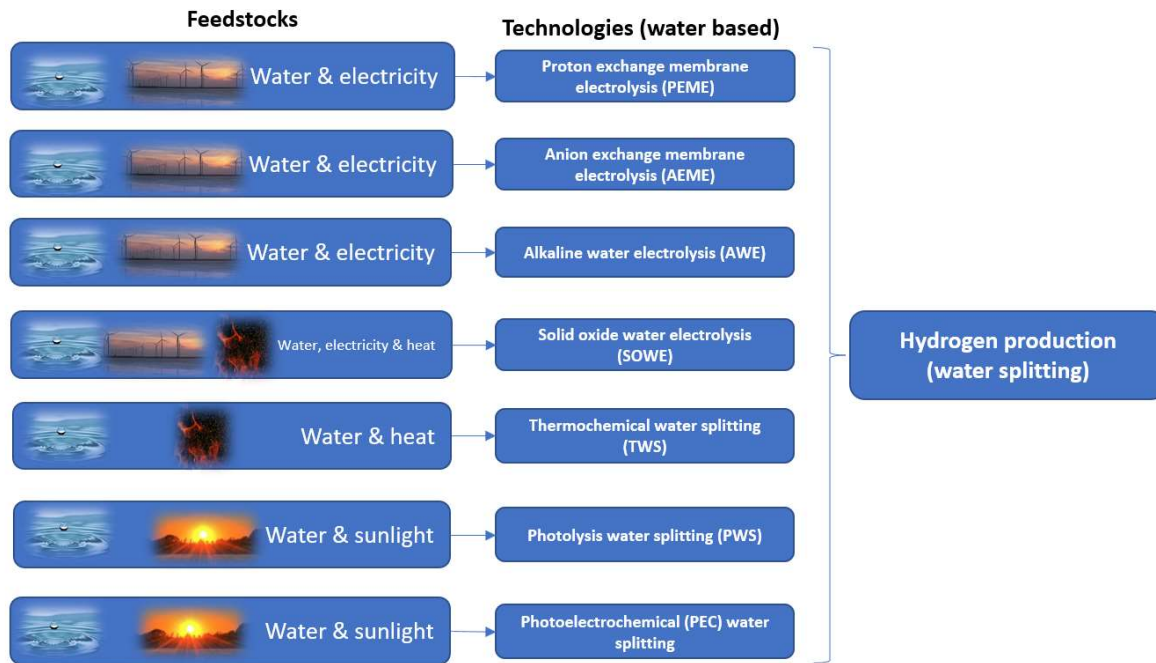 Feedstocks
Technologies (water based)
Water & electricity
Proton exchange membrane
electrolysis (PEME)
Water & electricity
Anion exchange membrane
electrolysis (AEME)
Water & electricity
Alkaline water electrolysis (AWE)
Water, electricity & heat
Solid oxide water electrolysis
(SOWE)
Water & heat
Thermochemical water splitting
(TWS)
Water & sunlight
Photolysis water splitting (PWS)
Water & sunlight
Photoelectrochemical (PEC) water
splitting
Hydrogen production
(water splitting)